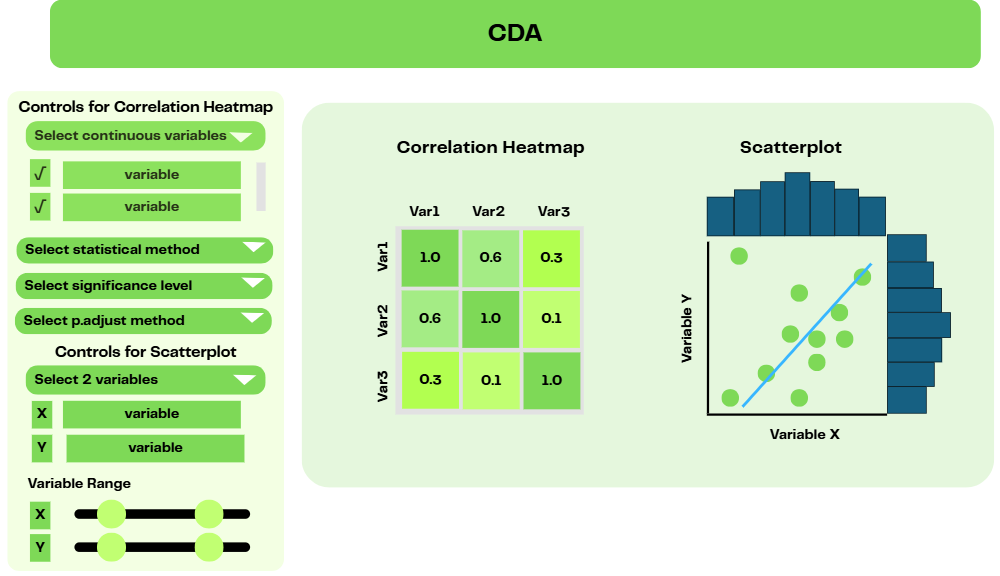 CDA
Controls for Correlation Heatmap
Select continuous variables
√ variable
√ variable
Select statistical method
Select significance level
Select p.adjust method
Controls for Scatterplot
Select 2 variables
X variable
Y variable
Variable Range
X
Y
Correlation Heatmap
Var1 Var2 Var3
Var1 1.0 0.6 0.3
Var2 0.6 1.0 0.1
Var3 0.3 0.1 1.0
Scatterplot
Variable Y
Variable X